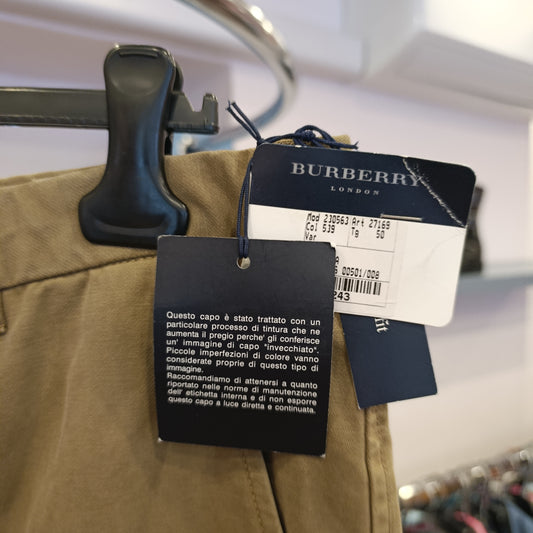 BURBERRY
LONDON
Mod 230563 Art 27169
Col 539 Tg 50
Var
00501/008
243
Questo capo è stato trattato con un
particolare processo di tintura che ne
aumenta il pregio perche' gli conferisce
un' immagine di capo "invecchiato".
Piccole imperfezioni di colore vanno
considerate proprie di questo tipo di
immagine.
Raccomandiamo di attenersi a quanto
riportato nelle norme di manutenzione
dell' etichetta interna e di non esporre
questo capo a luce diretta e continuata.